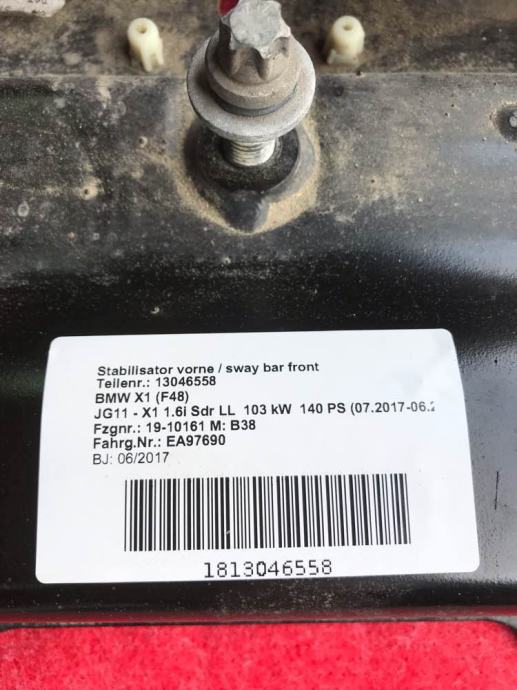 Stabilisator vorne / sway bar front
Teilenr.: 13046558
BMW X1 (F48)
JG11 - X1 1.6i Sdr LL 103 kW 140 PS (07.2017-06.2
Fzgnr.: 19-10161 M: B38
Fahrg.Nr.: EA97690
BJ: 06/2017
1813046558